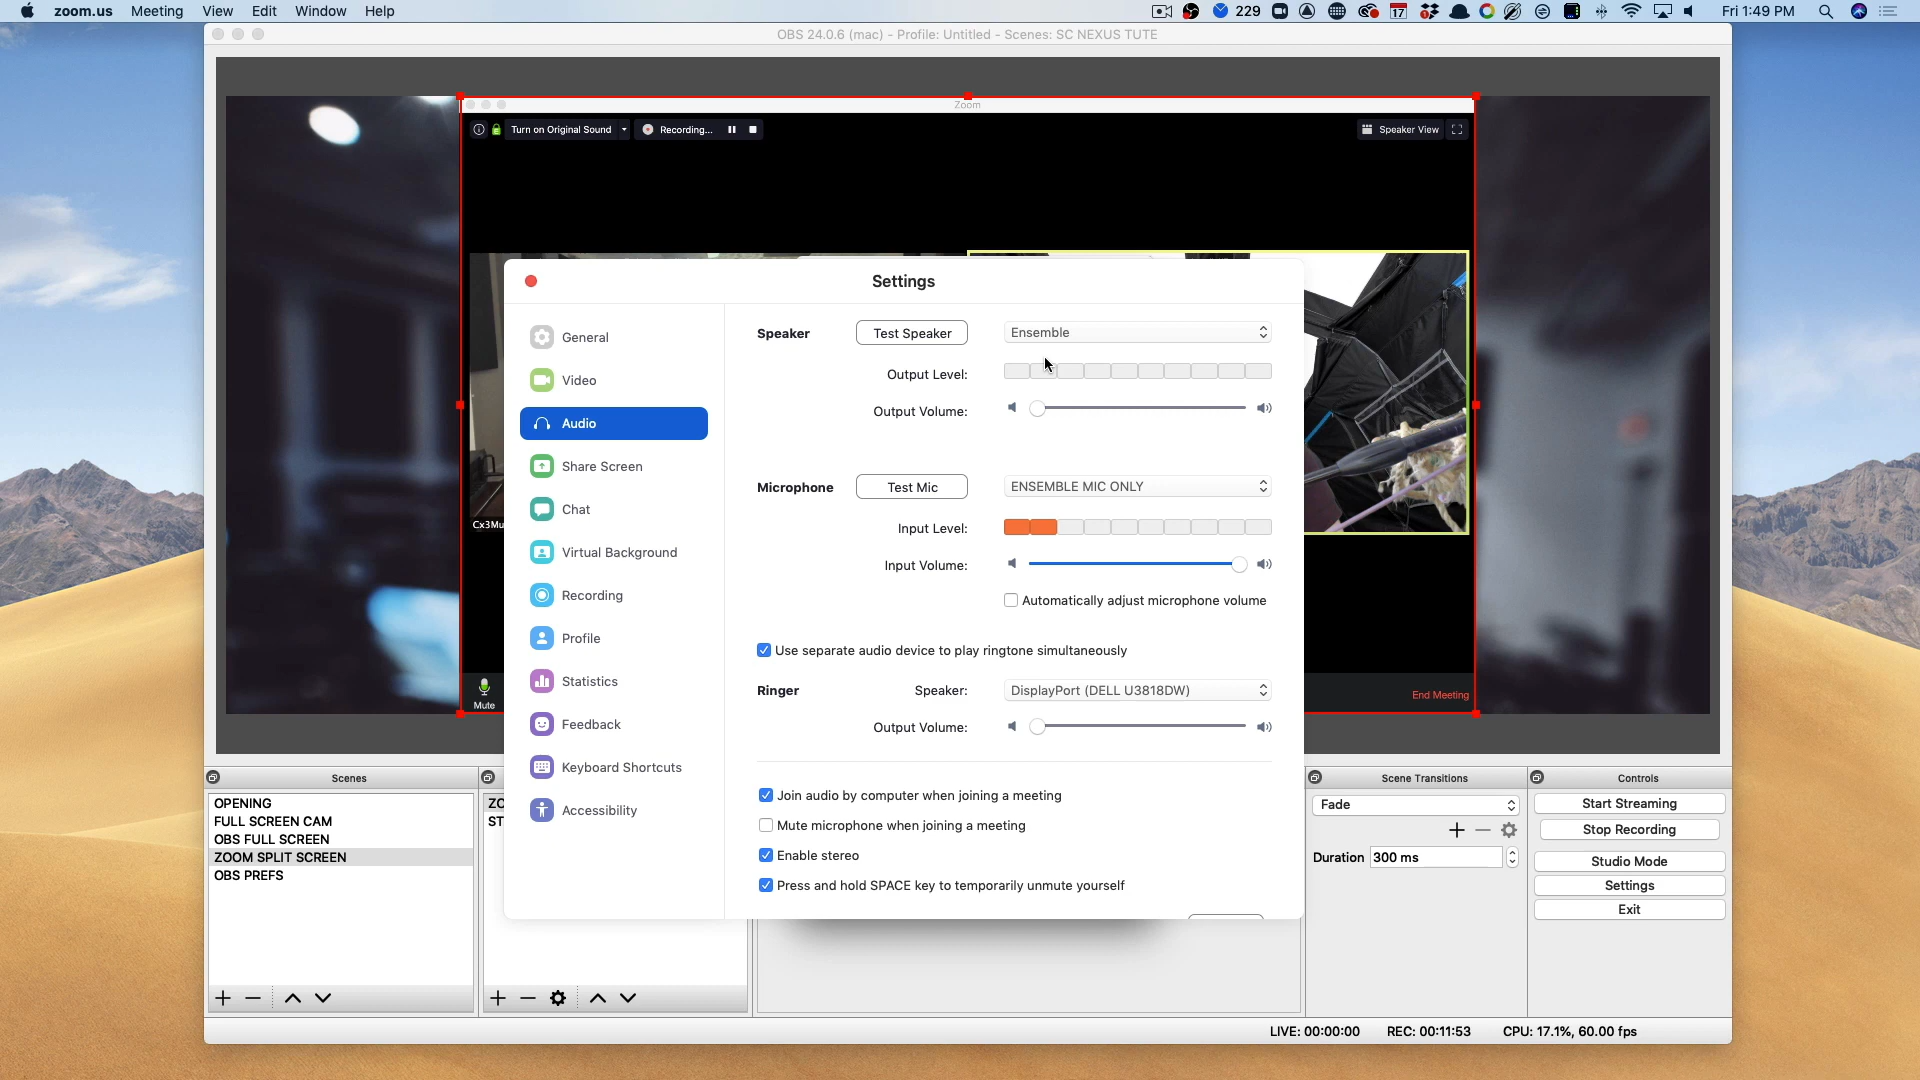 zoom.us Meeting View Edit Window Help
229 17 Fri 1:49 PM
OBS 24.0.6 (mac) - Profile: Untitled - Scenes: SC NEXUS TUTE
Zoom
Turn on Original Sound Recording... Speaker View
Settings
General
Video
Audio
Share Screen
Chat
Virtual Background
Recording
Profile
Statistics
Feedback
Keyboard Shortcuts
Accessibility
Speaker Test Speaker Ensemble
Output Level:
Output Volume:
Microphone Test Mic ENSEMBLE MIC ONLY
Input Level:
Input Volume:
Automatically adjust microphone volume
Use separate audio device to play ringtone simultaneously
Ringer Speaker: DisplayPort (DELL U3818DW)
Output Volume:
Join audio by computer when joining a meeting
Mute microphone when joining a meeting
Enable stereo
Press and hold SPACE key to temporarily unmute yourself
Cx3Mu
Mute
End Meeting
Scenes
OPENING
FULL SCREEN CAM
OBS FULL SCREEN
ZOOM SPLIT SCREEN
OBS PREFS
ZO
ST
Scene Transitions
Fade
Duration 300 ms
Controls
Start Streaming
Stop Recording
Studio Mode
Settings
Exit
LIVE: 00:00:00 REC: 00:11:53 CPU: 17.1%, 60.00 fps